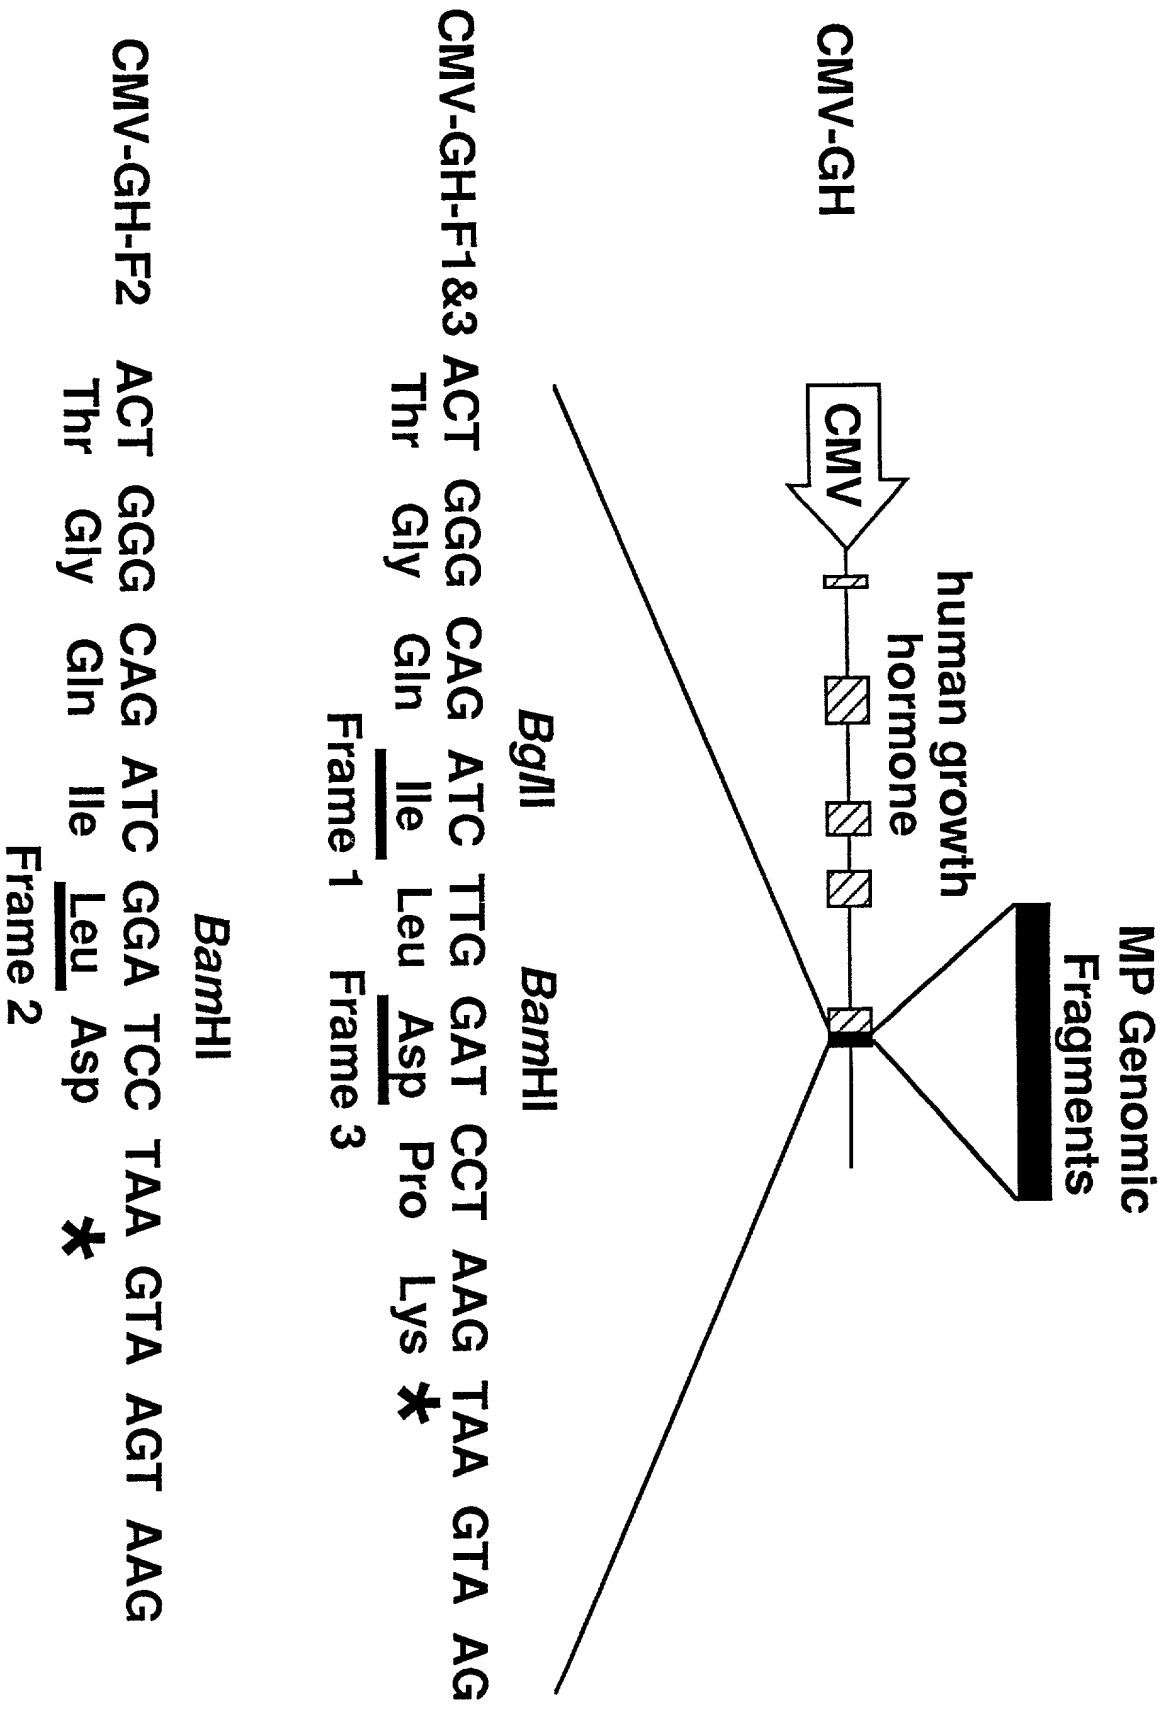 MP Genomic
Fragments
human growth
hormone
CMV-GH
CMV
BglII
BamHI
CMV-GH-F1&3 ACT GGG CAG ATC TTG GAT CCT AAG TAA GTA AG
Thr Gly Gln Ile Leu Asp Pro Lys *
Frame 1 Frame 3
BamHI
CMV-GH-F2 ACT GGG CAG ATC GGA TCC TAA GTA AGT AAG
Thr Gly Gln Ile Leu Asp *
Frame 2